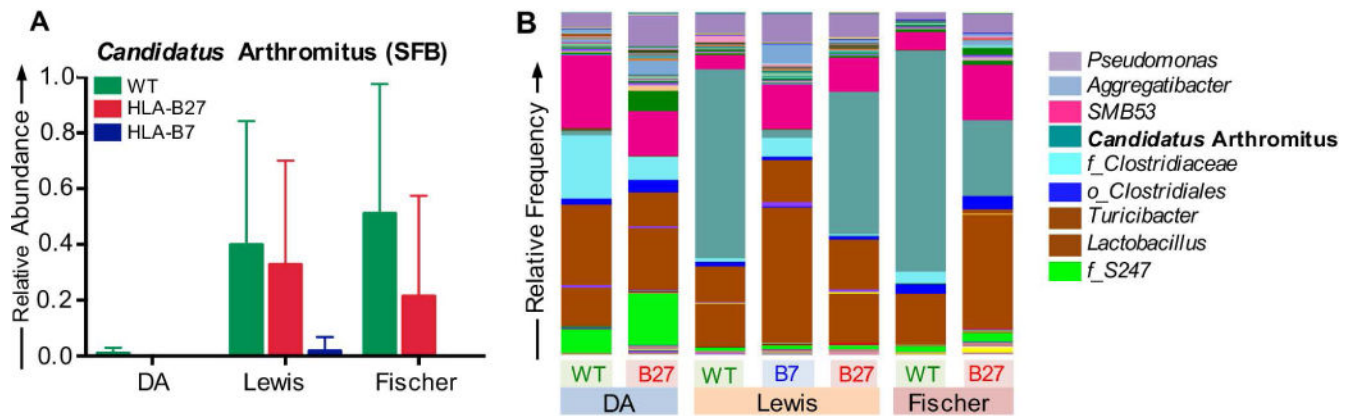 A
Candidatus Arthromitus (SFB)
Relative Abundance
1.0
0.8
0.6
0.4
0.2
0.0
WT
HLA-B27
HLA-B7
DA
Lewis
Fischer
B
Relative Frequency
Pseudomonas
Aggregatibacter
SMB53
Candidatus Arthromitus
f_Clostridiaceae
o_Clostridiales
Turicibacter
Lactobacillus
f_S247
WT B27 WT B7 B27 WT B27
DA Lewis Fischer